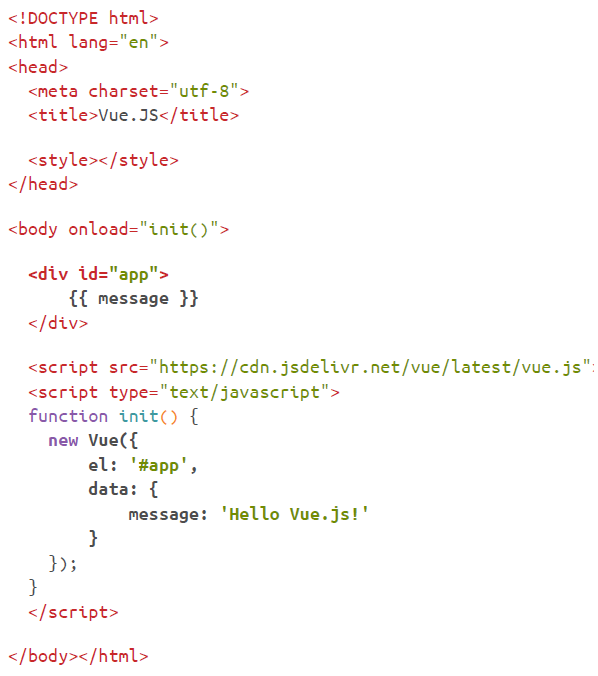 <!DOCTYPE html>
<html lang="en">
<head>
  <meta charset="utf-8">
  <title>Vue.JS</title>

  <style></style>
</head>

<body onload="init()">

  <div id="app">
      {{ message }}
  </div>

  <script src="https://cdn.jsdelivr.net/vue/latest/vue.js">
  <script type="text/javascript">
  function init() {
    new Vue({
        el: '#app',
        data: {
            message: 'Hello Vue.js!'
        }
    });
  }
  </script>

</body></html>